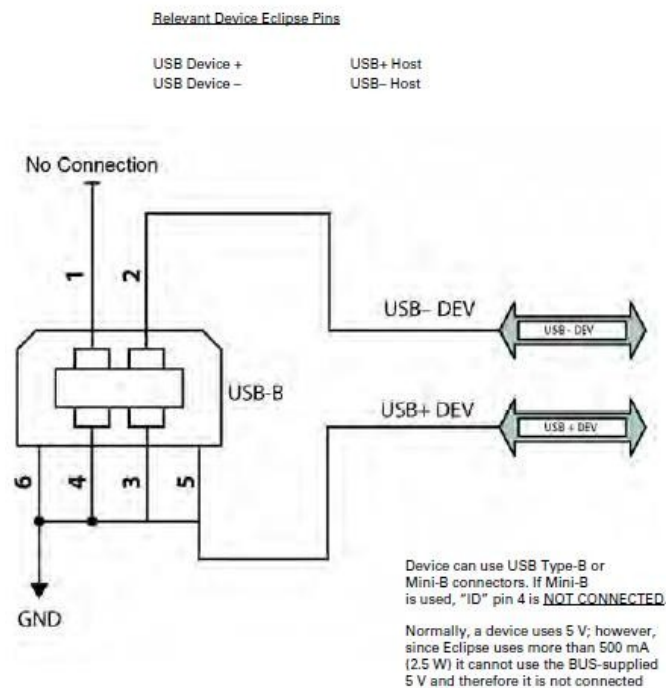 Relevant Device Eclipse Pins
USB Device +
USB+ Host
USB Device –
USB– Host
No Connection
1
2
USB– DEV
USB - DEV
USB-B
USB+ DEV
USB + DEV
6
4
3
5
GND
Device can use USB Type-B or
Mini-B connectors. If Mini-B
is used, "ID" pin 4 is NOT CONNECTED
Normally, a device uses 5 V; however,
since Eclipse uses more than 500 mA
(2.5 W) it cannot use the BUS-supplied
5 V and therefore it is not connected